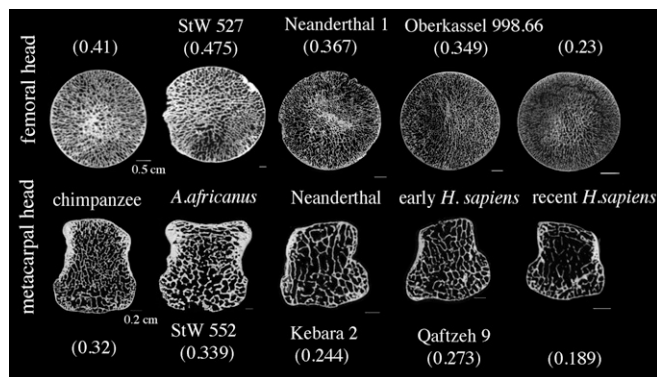 StW 527 Neanderthal 1 Oberkassel 998.66
(0.41) (0.475) (0.367) (0.349) (0.23)
femoral head
0.5 cm
chimpanzee A.africanus Neanderthal early H. sapiens recent H.sapiens
metacarpal head
0.2 cm
StW 552 Kebara 2 Qaftzeh 9
(0.32) (0.339) (0.244) (0.273) (0.189)